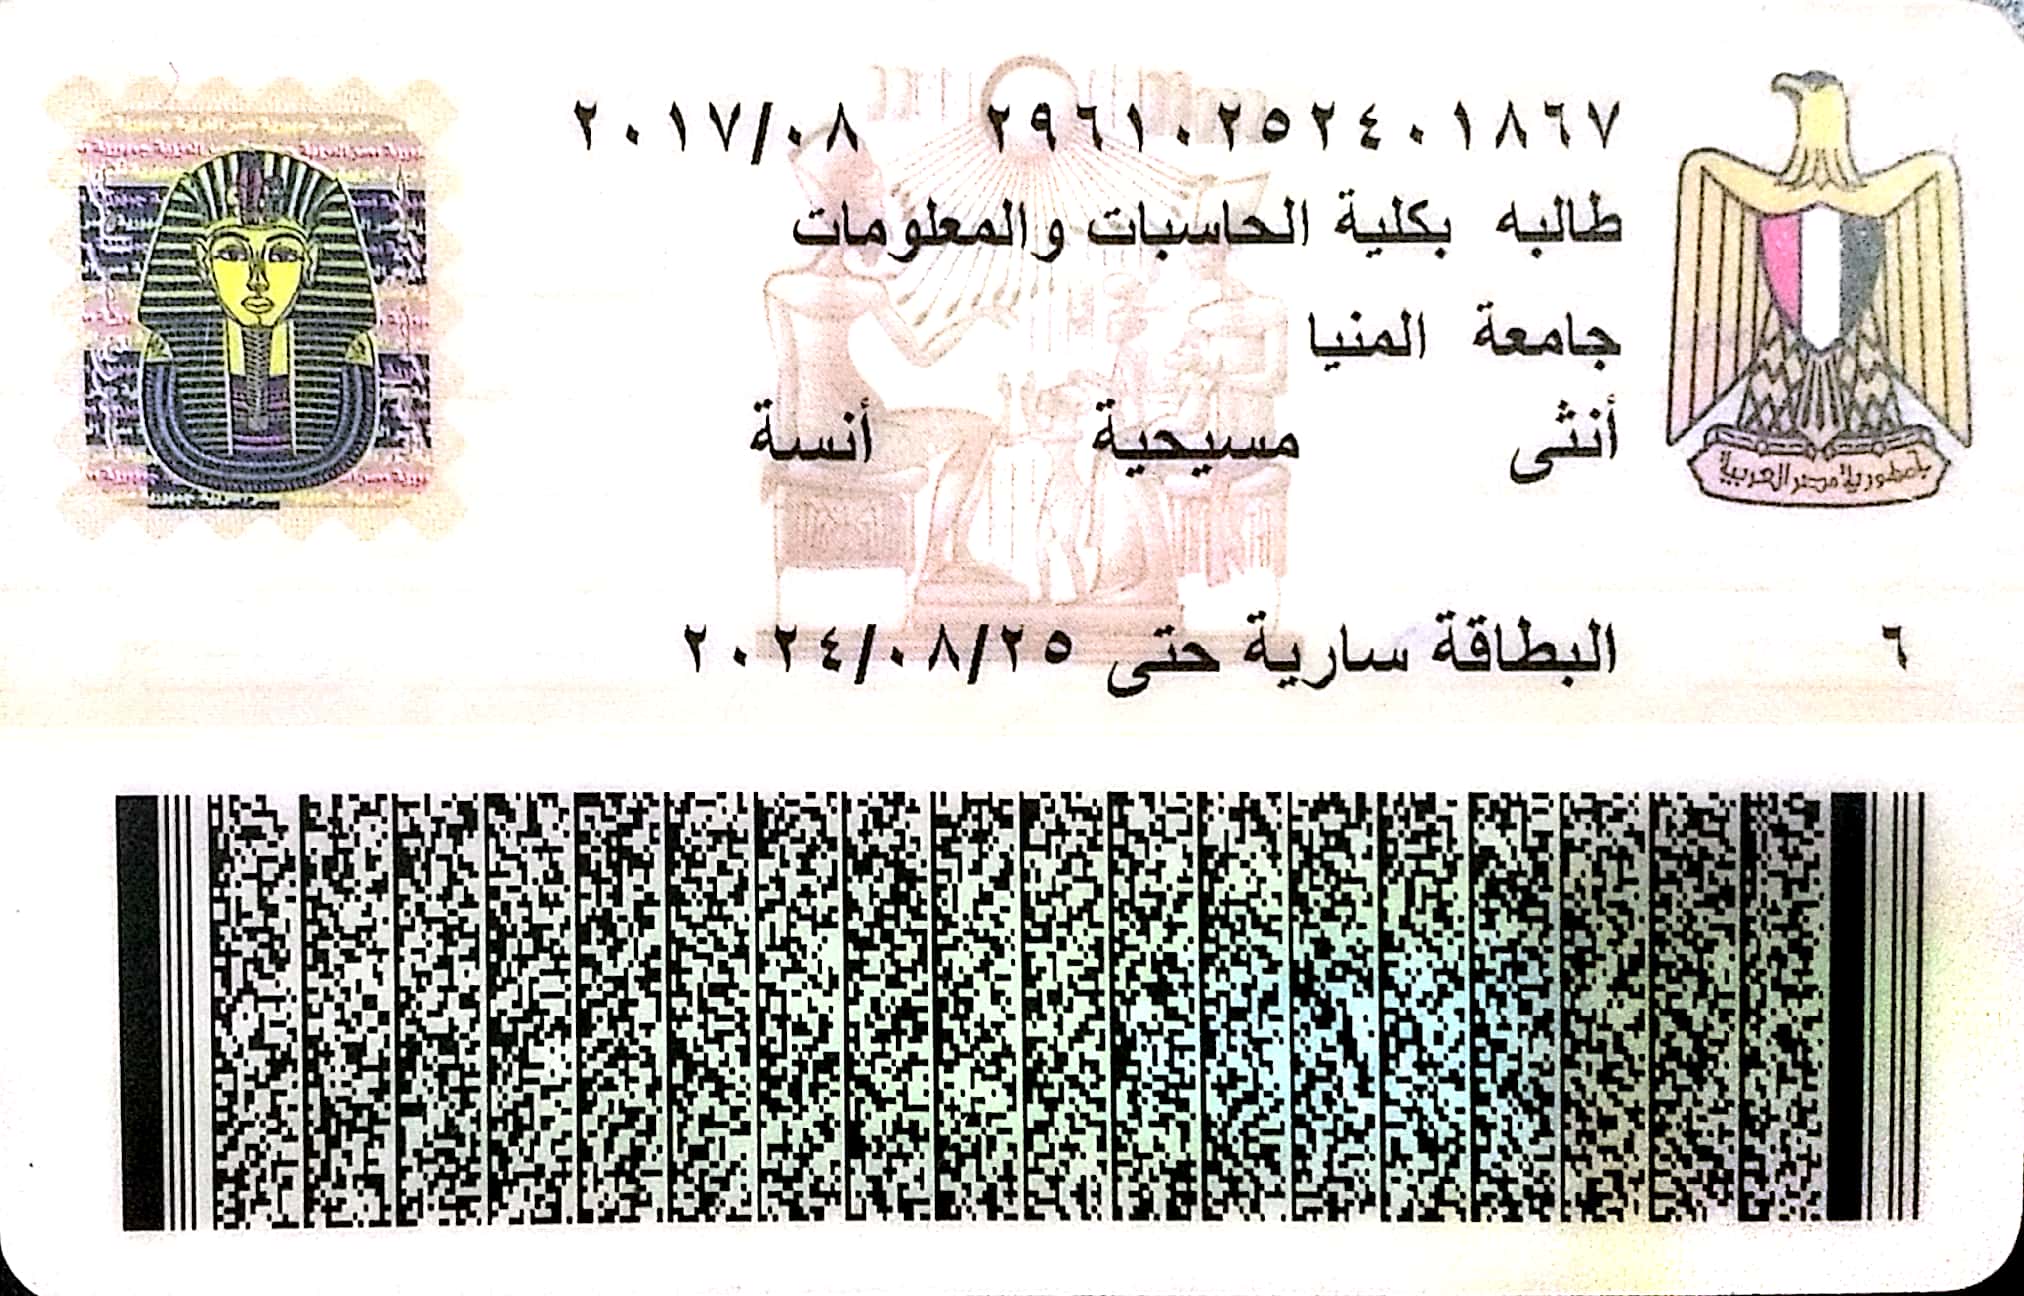 ٢٩٦١٠٢٥٢٤٠١٨٦٧ ٢٠١٧/٠٨
طالبه بكلية الحاسبات والمعلومات
جامعة المنيا
أنثى مسيحية أنسة
جمهورية مصر العربية
٦ البطاقة سارية حتى ٢٠٢٤/٠٨/٢٥